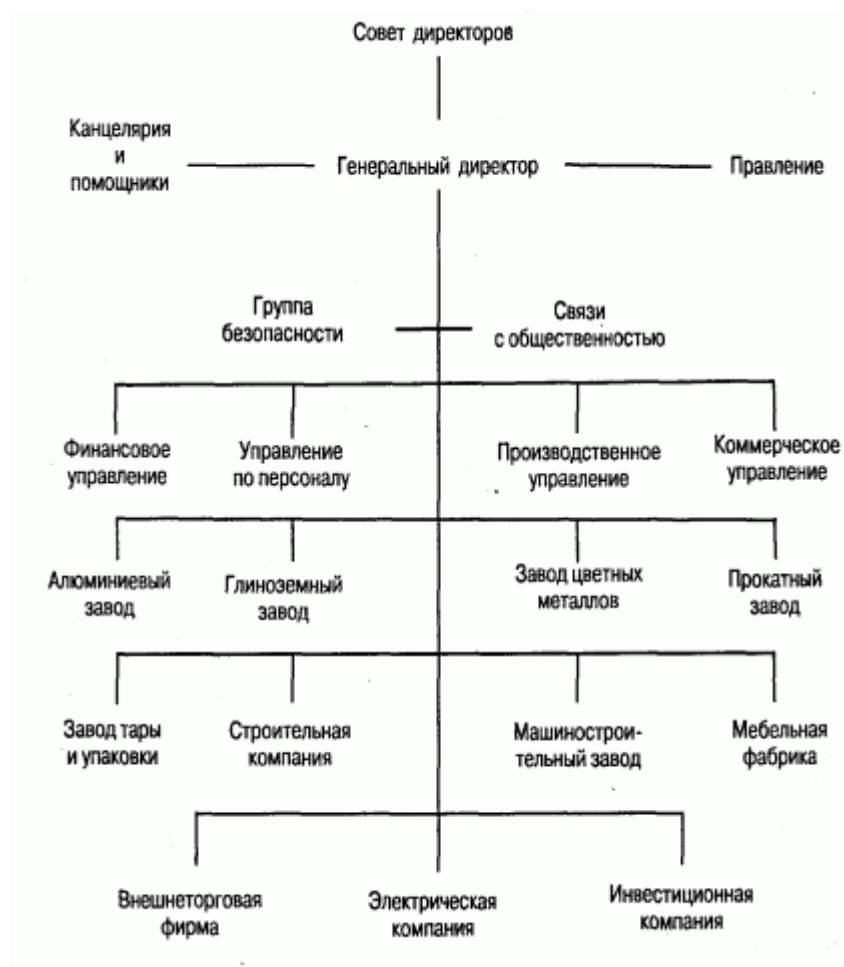 Совет директоров
Канцелярия
и
помощники
Генеральный директор
Правление
Группа
безопасности
Связи
с общественностью
Финансовое
управление
Управление
по персоналу
Производственное
управление
Коммерческое
управление
Алюминиевый
завод
Глиноземный
завод
Завод цветных
металлов
Прокатный
завод
Завод тары
и упаковки
Строительная
компания
Машинострои-
тельный завод
Мебельная
фабрика
Внешнеторговая
фирма
Электрическая
компания
Инвестиционная
компания